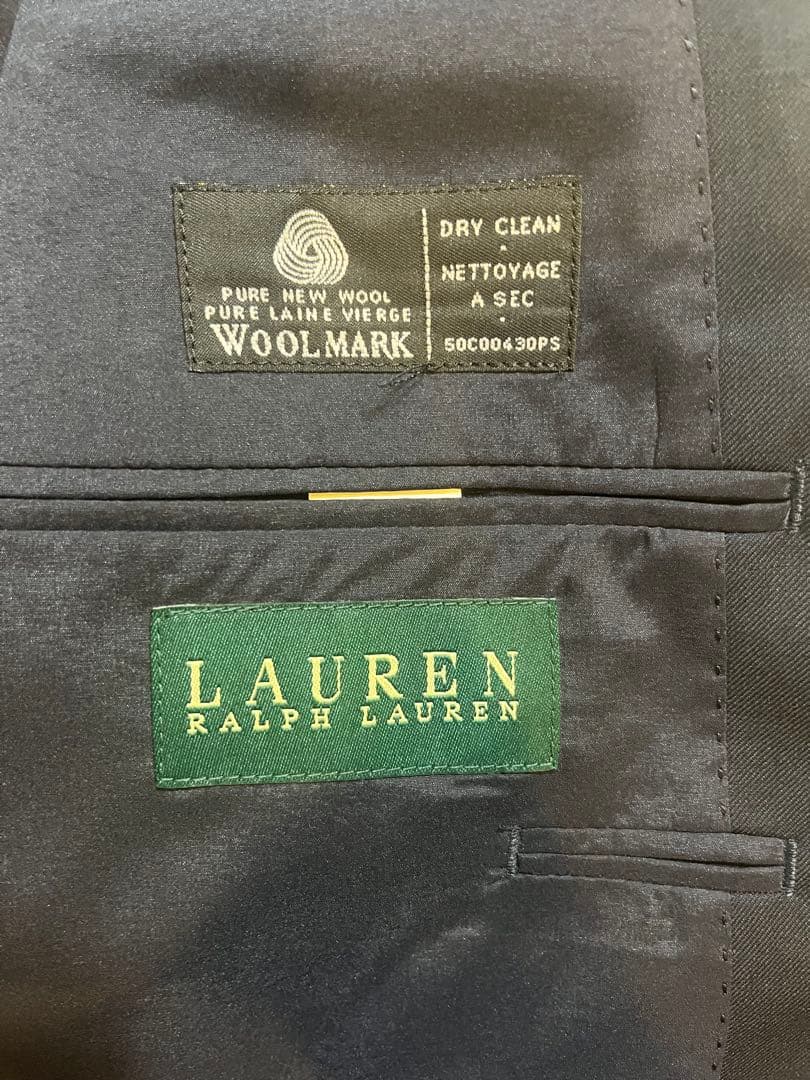 PURE NEW WOOL
PURE LAINE VIERGE
WOOLMARK
DRY CLEAN
·
NETTOYAGE
A SEC
·
50C00430PS
LAUREN
RALPH LAUREN